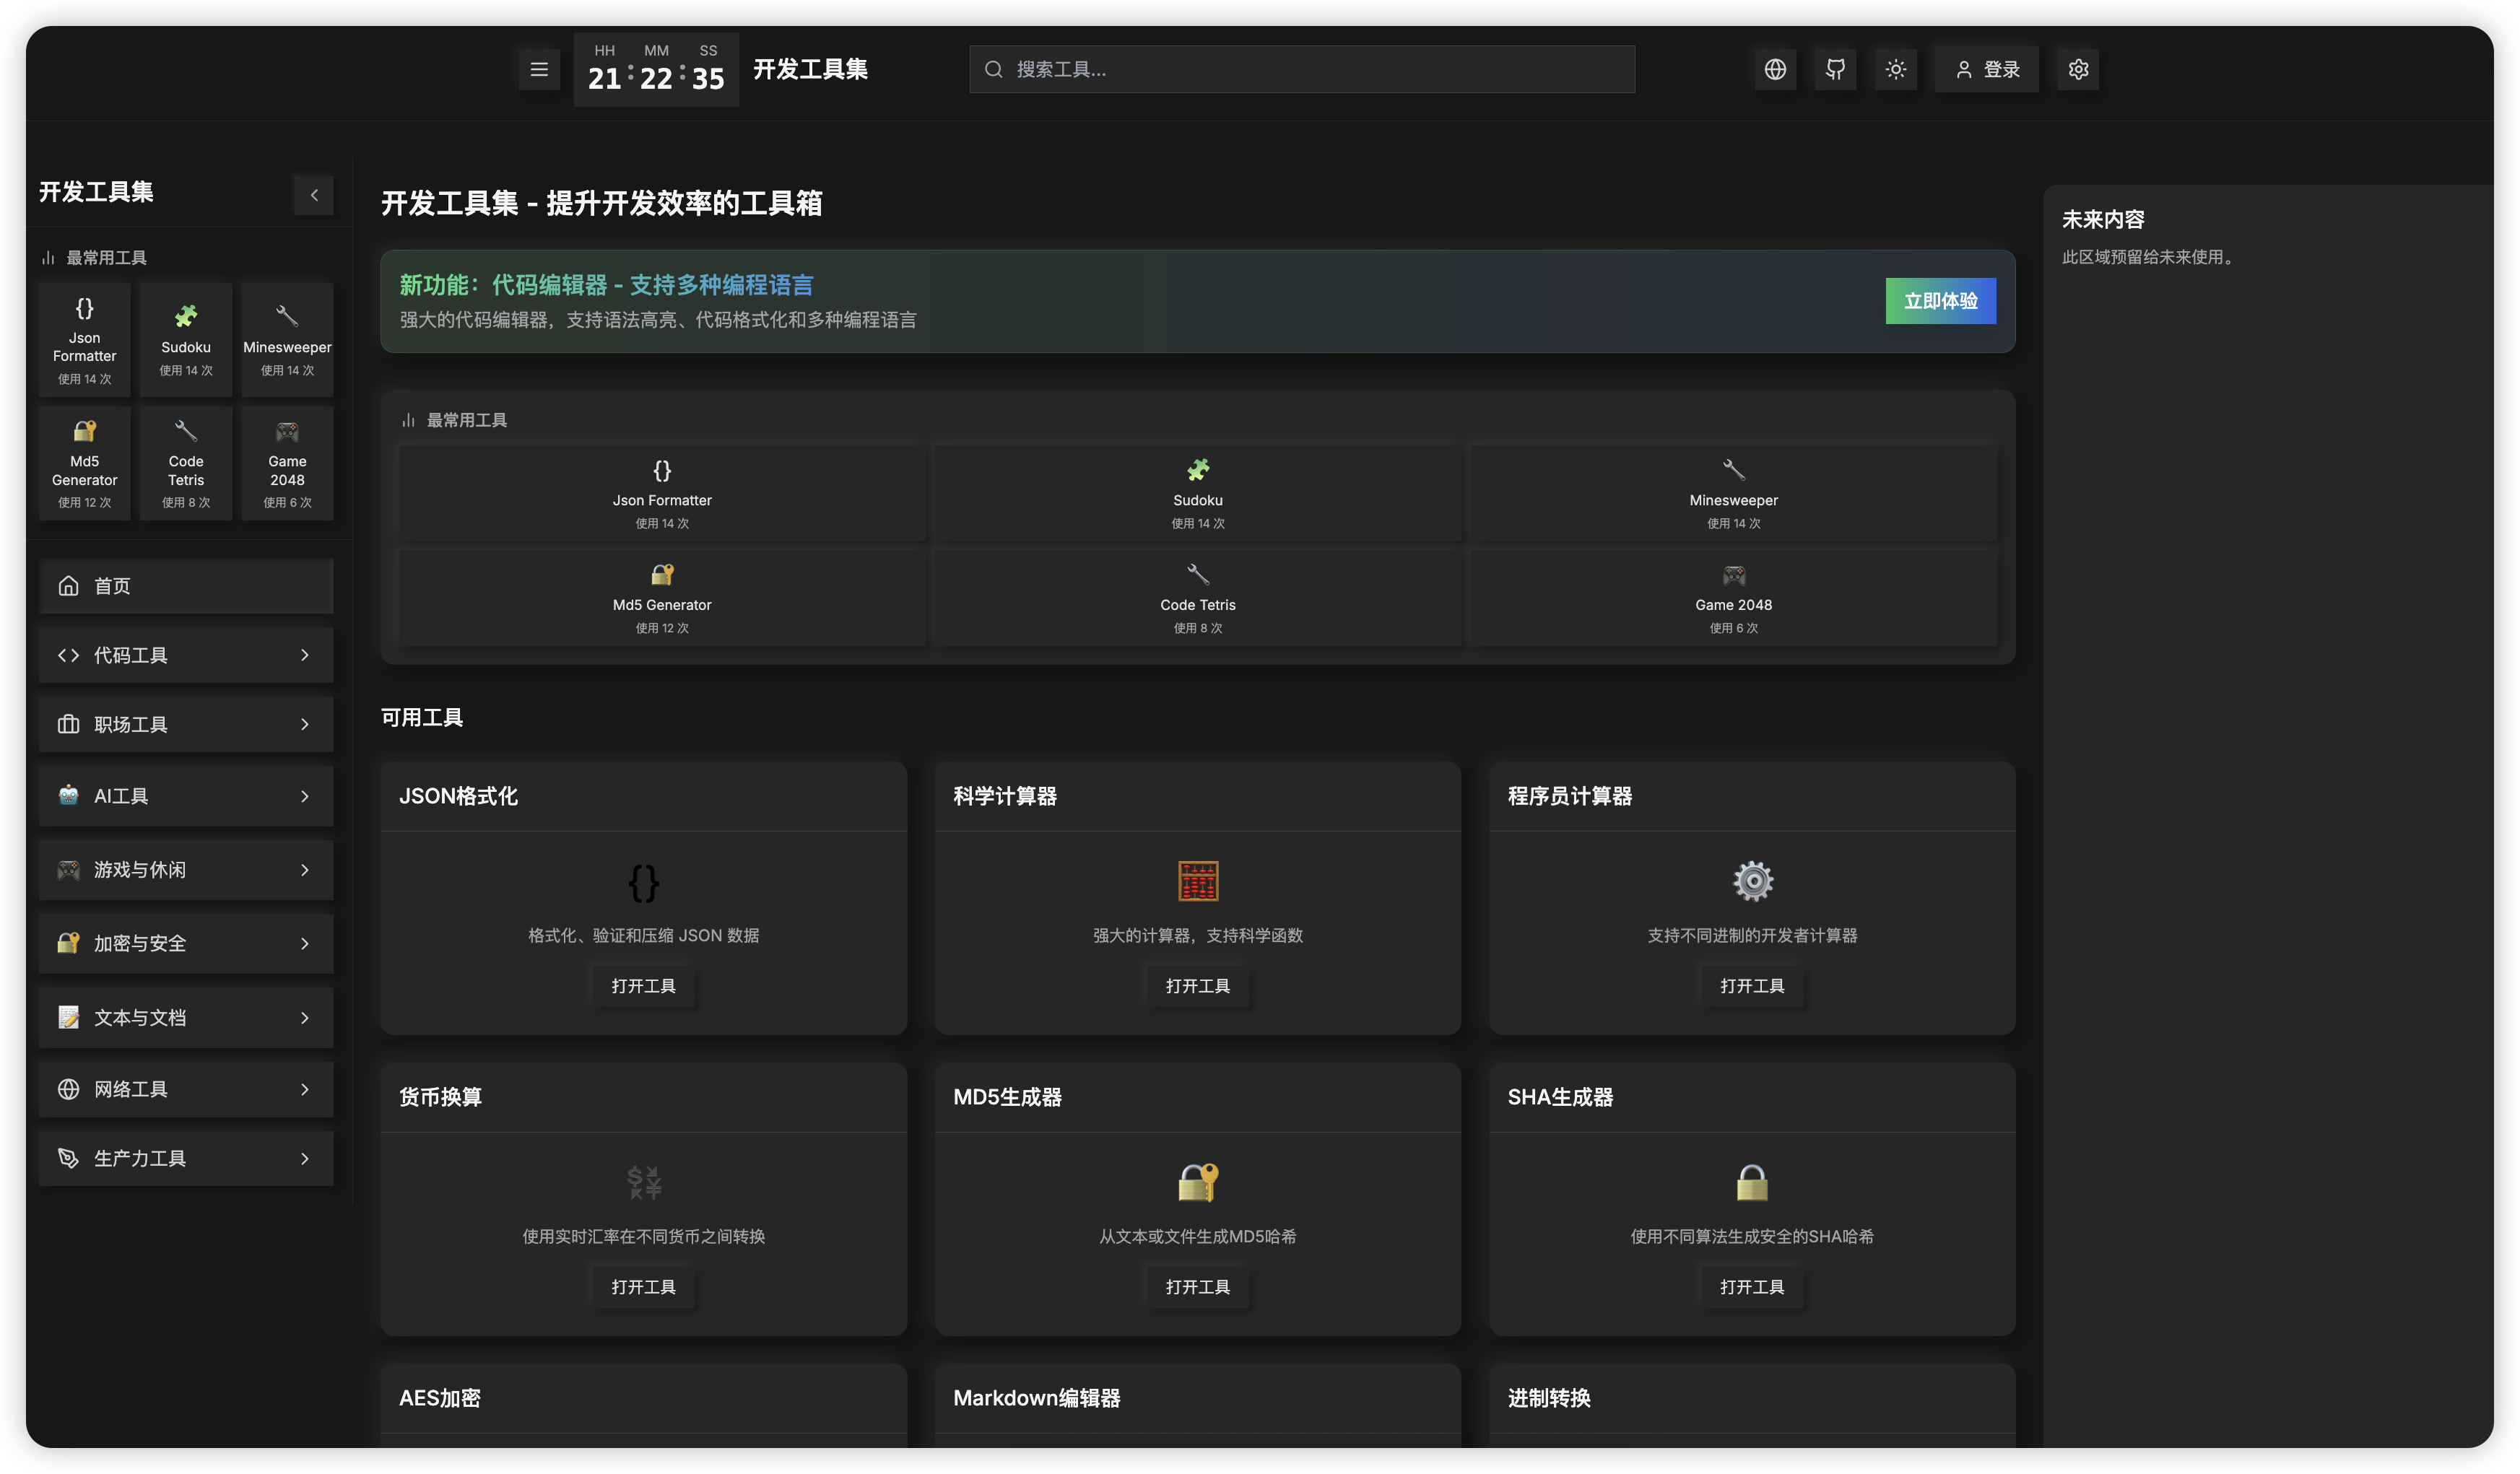 HH MM SS
21:22:35
开发工具集
搜索工具...
登录
开发工具集
最常用工具
{}
Json
Formatter
使用 14 次
Sudoku
使用 14 次
Minesweeper
使用 14 次
Md5
Generator
使用 12 次
Code
Tetris
使用 8 次
Game
2048
使用 6 次
首页
代码工具
职场工具
AI工具
游戏与休闲
加密与安全
文本与文档
网络工具
生产力工具
开发工具集 - 提升开发效率的工具箱
新功能：代码编辑器 - 支持多种编程语言
强大的代码编辑器，支持语法高亮、代码格式化和多种编程语言
立即体验
最常用工具
{}
Json Formatter
使用 14 次
Sudoku
使用 14 次
Minesweeper
使用 14 次
Md5 Generator
使用 12 次
Code Tetris
使用 8 次
Game 2048
使用 6 次
可用工具
JSON格式化
{}
格式化、验证和压缩 JSON 数据
打开工具
科学计算器
强大的计算器，支持科学函数
打开工具
程序员计算器
支持不同进制的开发者计算器
打开工具
货币换算
使用实时汇率在不同货币之间转换
打开工具
MD5生成器
从文本或文件生成MD5哈希
打开工具
SHA生成器
使用不同算法生成安全的SHA哈希
打开工具
AES加密
Markdown编辑器
进制转换
未来内容
此区域预留给未来使用。